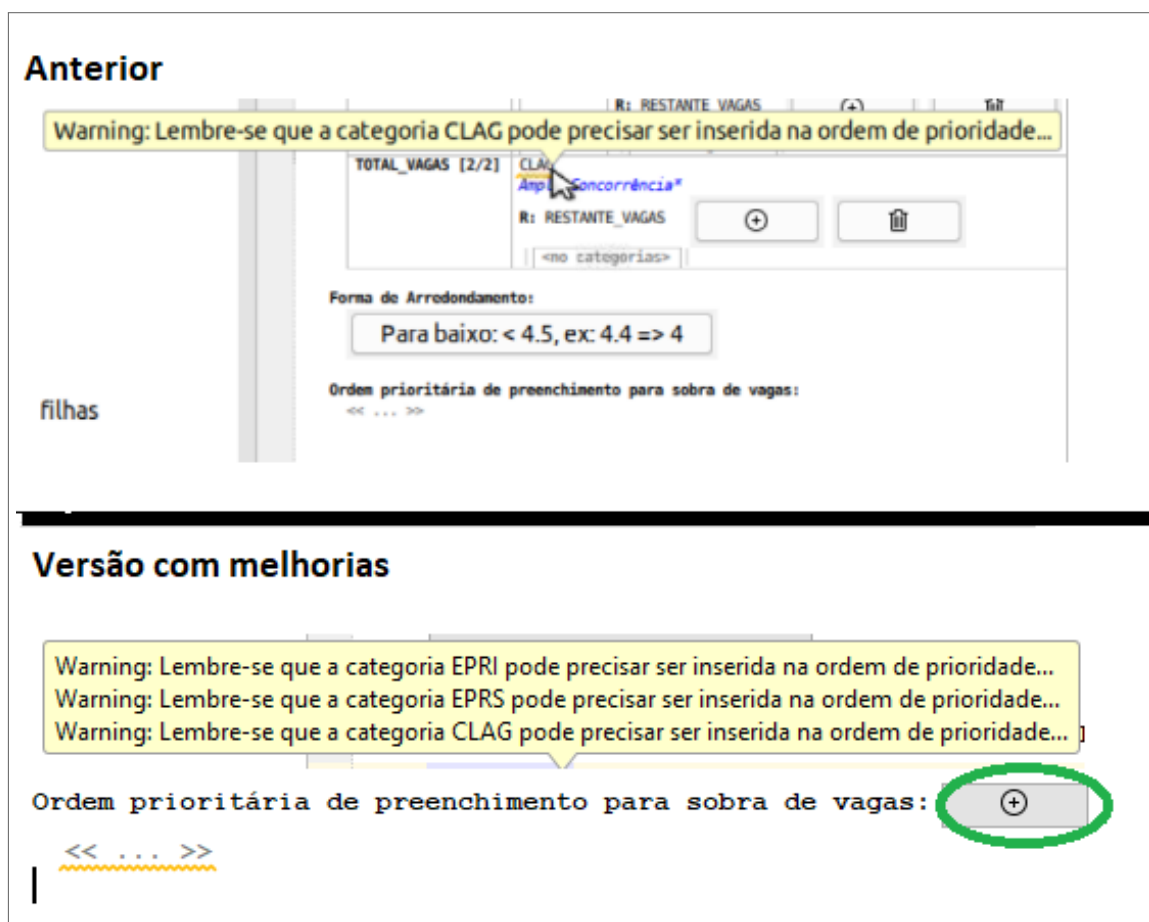 Anterior
R: RESTANTE VAGAS
Warning: Lembre-se que a categoria CLAG pode precisar ser inserida na ordem de prioridade...
TOTAL_VAGAS [2/2] CLAG
Concorrência*
R: RESTANTE_VAGAS
<no categorias>
Forma de Arredondamento:
Para baixo: < 4.5, ex: 4.4 => 4
Ordem prioritária de preenchimento para sobra de vagas:
filhas
<< ... >>
Versão com melhorias
Warning: Lembre-se que a categoria EPRI pode precisar ser inserida na ordem de prioridade...
Warning: Lembre-se que a categoria EPRS pode precisar ser inserida na ordem de prioridade...
Warning: Lembre-se que a categoria CLAG pode precisar ser inserida na ordem de prioridade...
Ordem prioritária de preenchimento para sobra de vagas:
<< ... >>